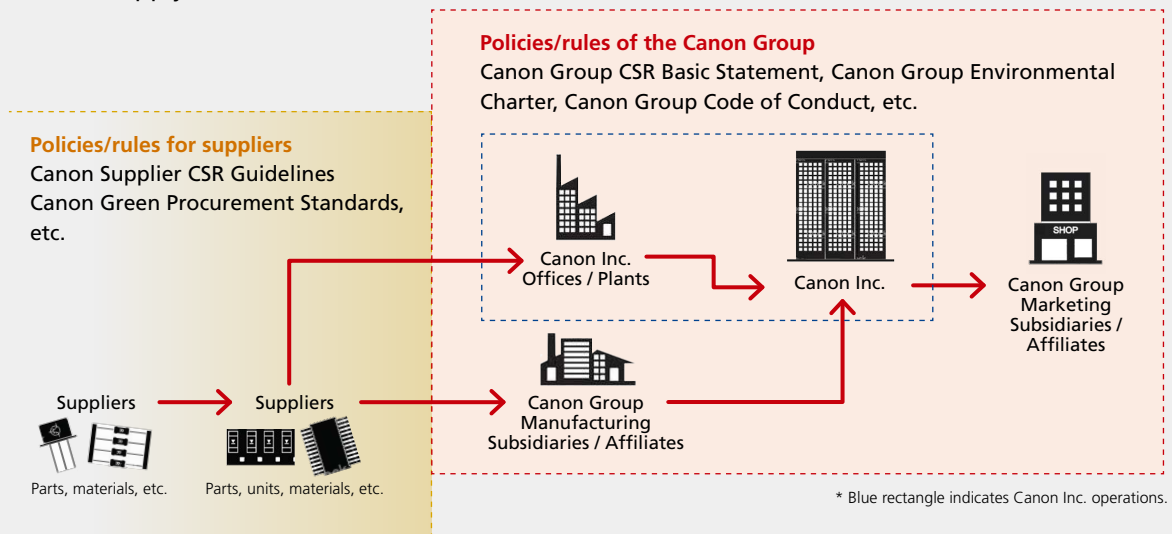 Policies/rules of the Canon Group
Canon Group CSR Basic Statement, Canon Group Environmental
Charter, Canon Group Code of Conduct, etc.
Policies/rules for suppliers
Canon Supplier CSR Guidelines
Canon Green Procurement Standards,
etc.
Canon Inc.
Offices / Plants
Canon Inc.
SHOP
Canon Group
Marketing
Subsidiaries /
Affiliates
Suppliers
Parts, materials, etc.
Suppliers
Parts, units, materials, etc.
Canon Group
Manufacturing
Subsidiaries / Affiliates
* Blue rectangle indicates Canon Inc. operations.